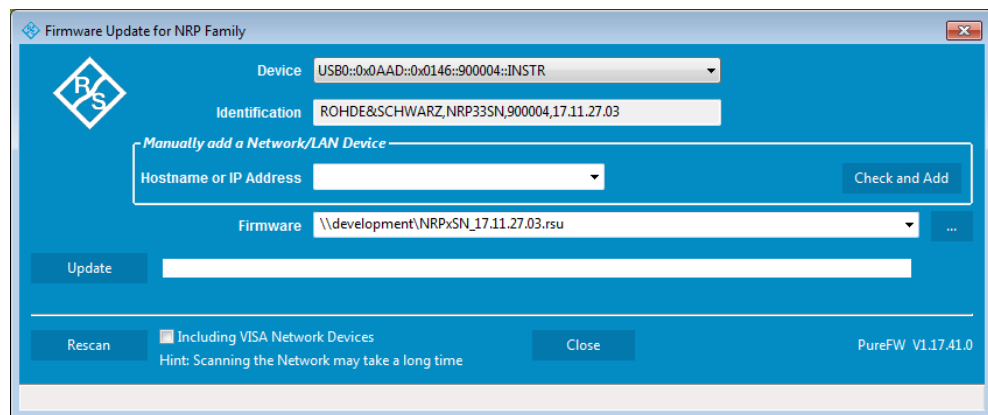 Firmware Update for NRP Family
R
S
Device
USB0::0x0AAD::0x0146::900004::INSTR
Identification
ROHDE&SCHWARZ,NRP33SN,900004,17.11.27.03
Manually add a Network/LAN Device
Hostname or IP Address
Check and Add
Firmware
\\development\NRPxSN_17.11.27.03.rsu
...
Update
Rescan
Including VISA Network Devices
Hint: Scanning the Network may take a long time
Close
PureFW V1.17.41.0